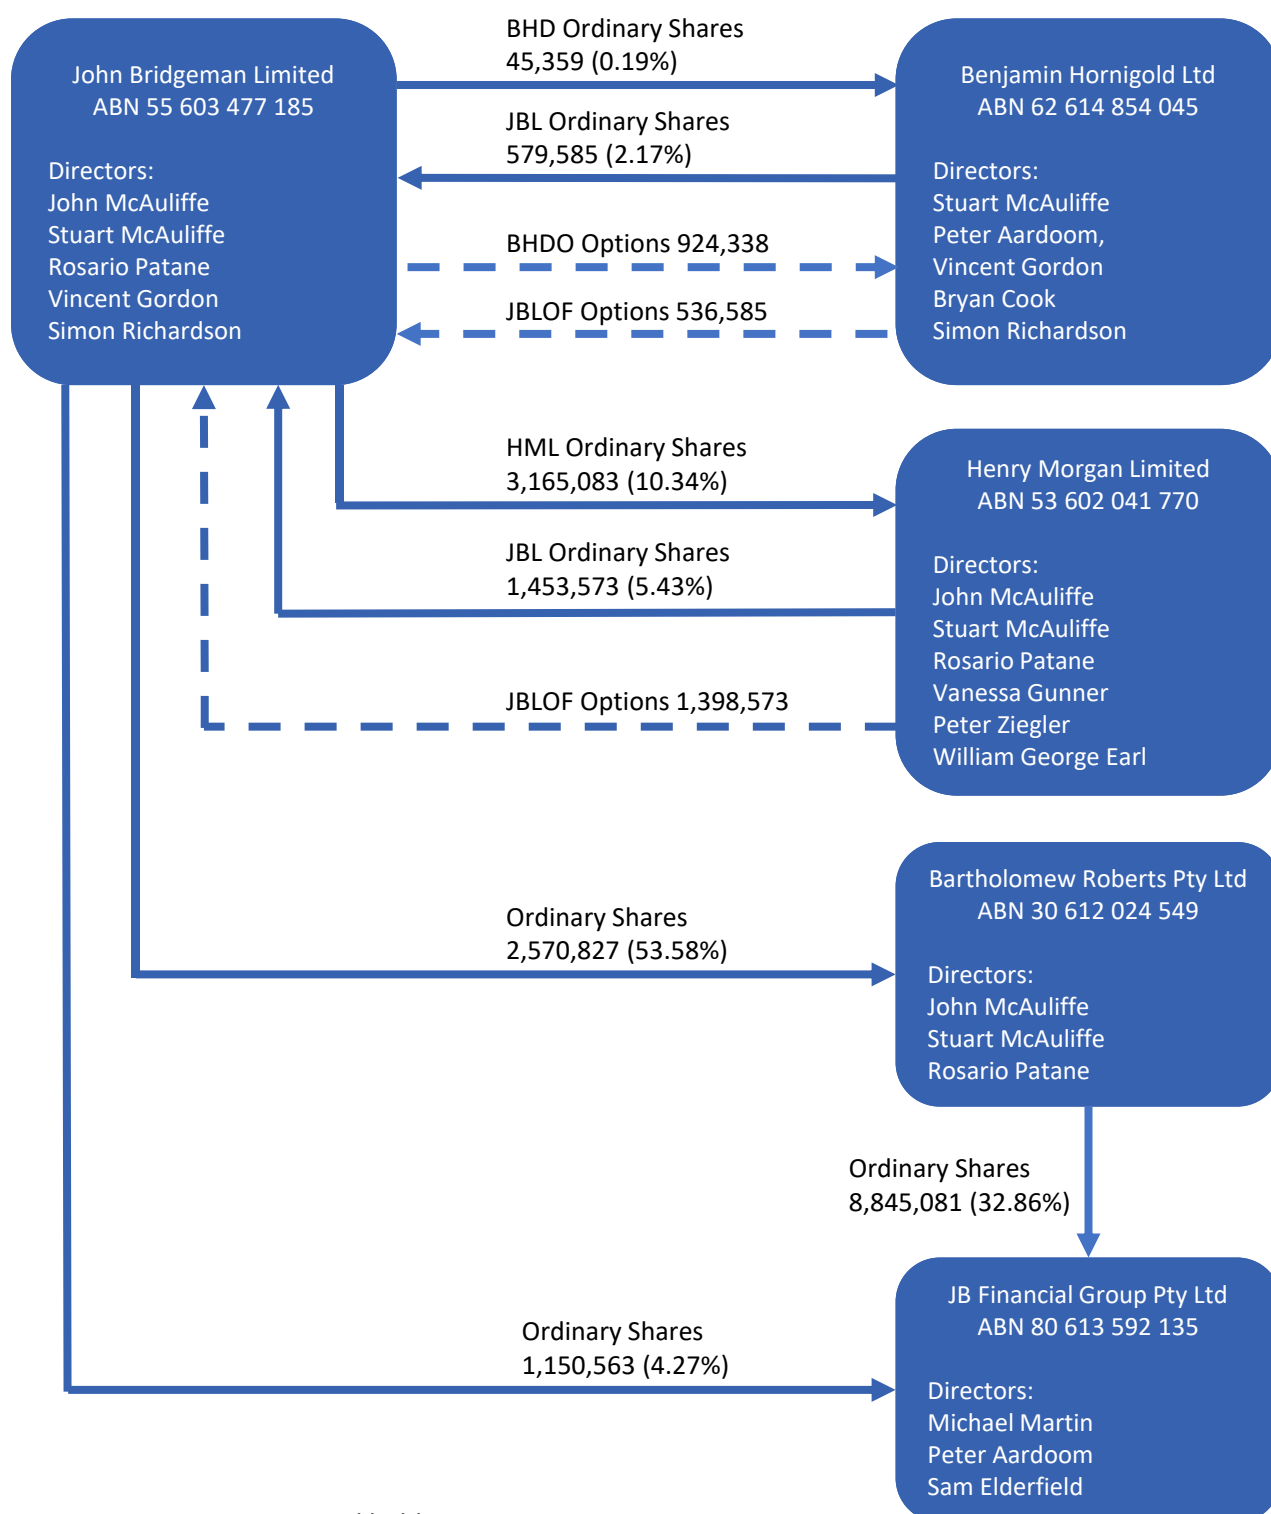 John Bridgeman Limited
ABN 55 603 477 185
Directors:
John McAuliffe
Stuart McAuliffe
Rosario Patane
Vincent Gordon
Simon Richardson
BHD Ordinary Shares
45,359 (0.19%)
JBL Ordinary Shares
579,585 (2.17%)
BHDO Options 924,338
JBLOF Options 536,585
Benjamin Hornigold Ltd
ABN 62 614 854 045
Directors:
Stuart McAuliffe
Peter Aardoom,
Vincent Gordon
Bryan Cook
Simon Richardson
HML Ordinary Shares
3,165,083 (10.34%)
JBL Ordinary Shares
1,453,573 (5.43%)
JBLOF Options 1,398,573
Henry Morgan Limited
ABN 53 602 041 770
Directors:
John McAuliffe
Stuart McAuliffe
Rosario Patane
Vanessa Gunner
Peter Ziegler
William George Earl
Ordinary Shares
2,570,827 (53.58%)
Bartholomew Roberts Pty Ltd
ABN 30 612 024 549
Directors:
John McAuliffe
Stuart McAuliffe
Rosario Patane
Ordinary Shares
8,845,081 (32.86%)
Ordinary Shares
1,150,563 (4.27%)
JB Financial Group Pty Ltd
ABN 80 613 592 135
Directors:
Michael Martin
Peter Aardoom
Sam Elderfield